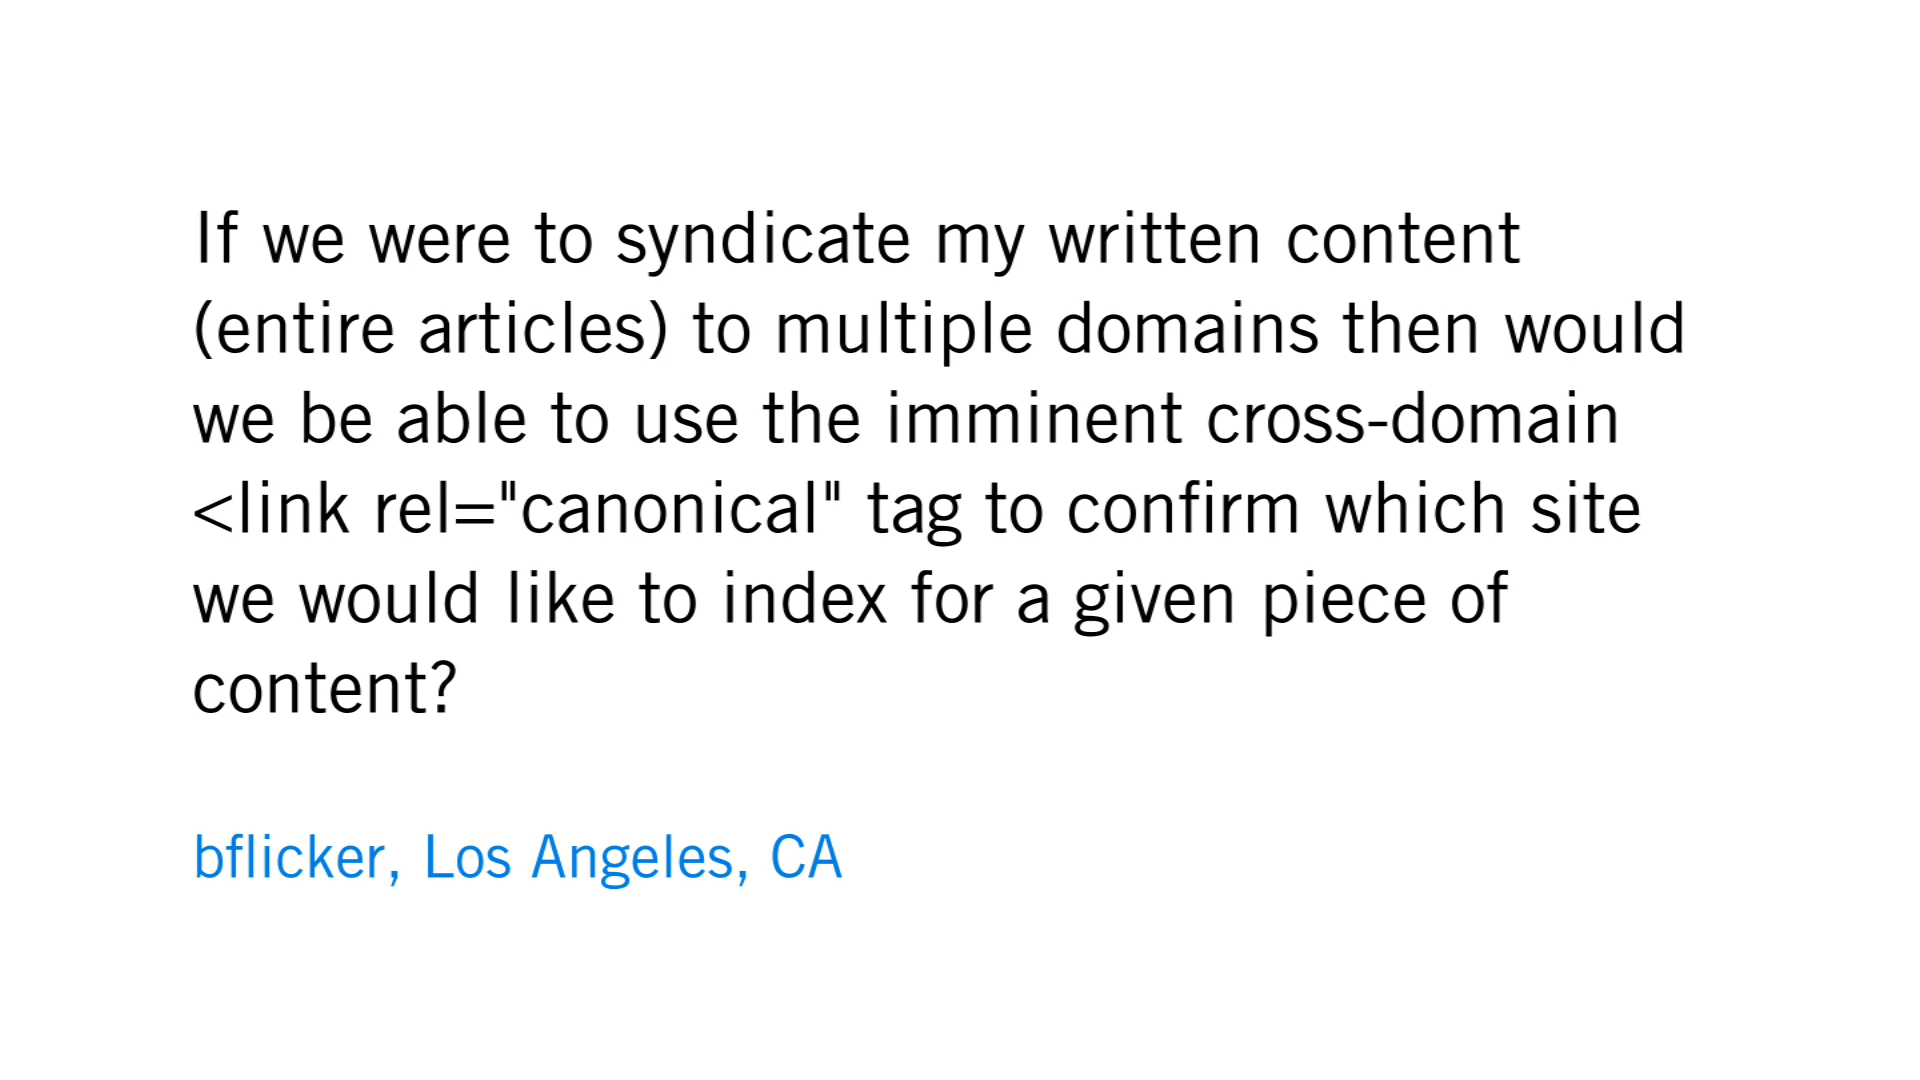 If we were to syndicate my written content
(entire articles) to multiple domains then would
we be able to use the imminent cross-domain
<link rel="canonical" tag to confirm which site
we would like to index for a given piece of
content?
bflicker, Los Angeles, CA